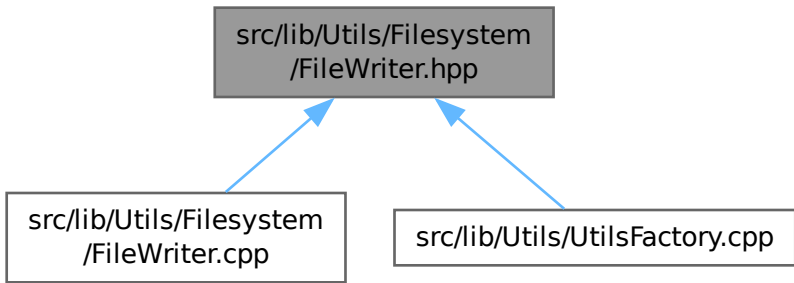 src/lib/Utils/Filesystem
/FileWriter.hpp
src/lib/Utils/Filesystem
/FileWriter.cpp
src/lib/Utils/UtilsFactory.cpp